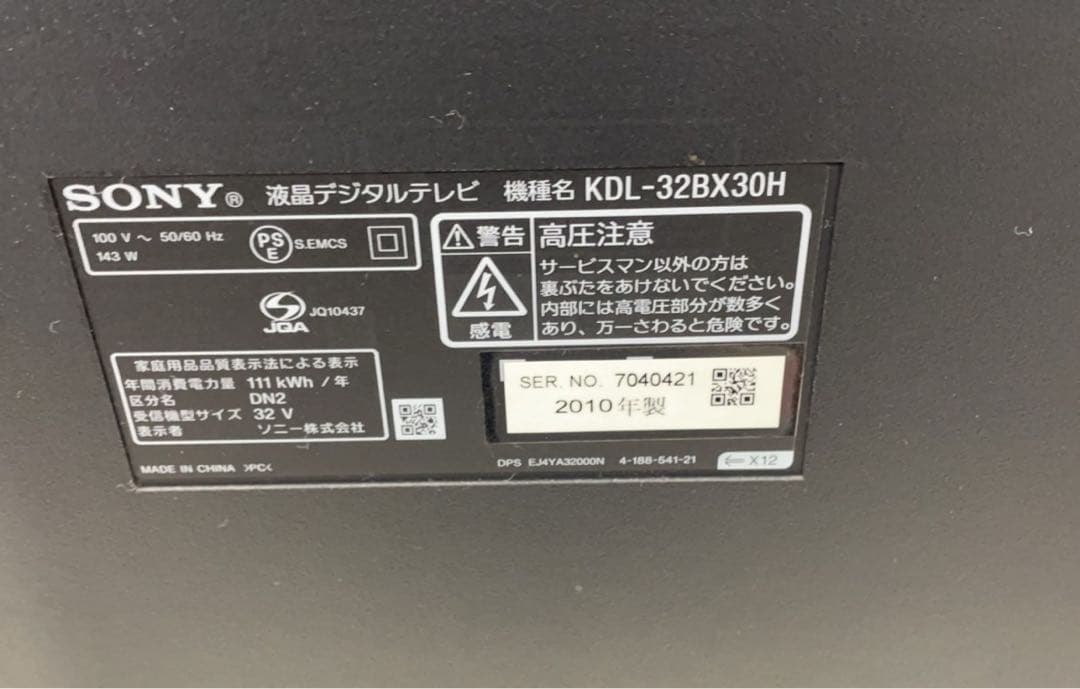 SONY® 液晶デジタルテレビ 機種名 KDL-32BX30H
100 V ～ 50/60 Hz
143 W
PS
E
S.EMCS
JQA
JQ10437
警告
感電
高圧注意
サービスマン以外の方は
裏ぶたをあけないでください。
内部には高電圧部分が数多く
あり、万一さわると危険です。
家庭用品品質表示法による表示
年間消費電力量 111 kWh / 年
区分名 DN2
受信機型サイズ 32 V
表示者 ソニー株式会社
SER. NO. 7040421
2010 年製
MADE IN CHINA >PC<
DPS EJ4YA32000N 4-188-541-21
⇐ X12